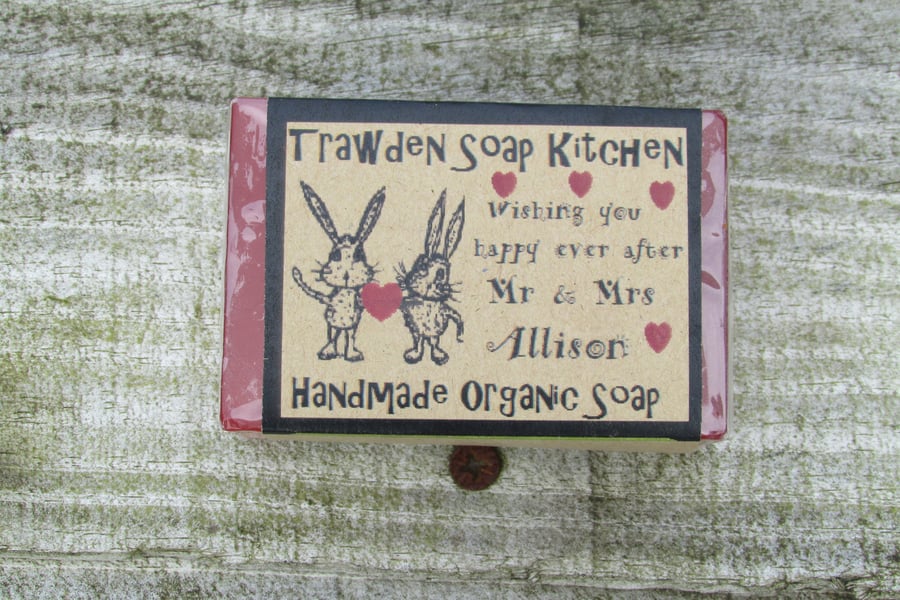 Trawden Soap Kitchen
Wishing you
happy ever after
Mr & Mrs
Allison
Handmade Organic Soap